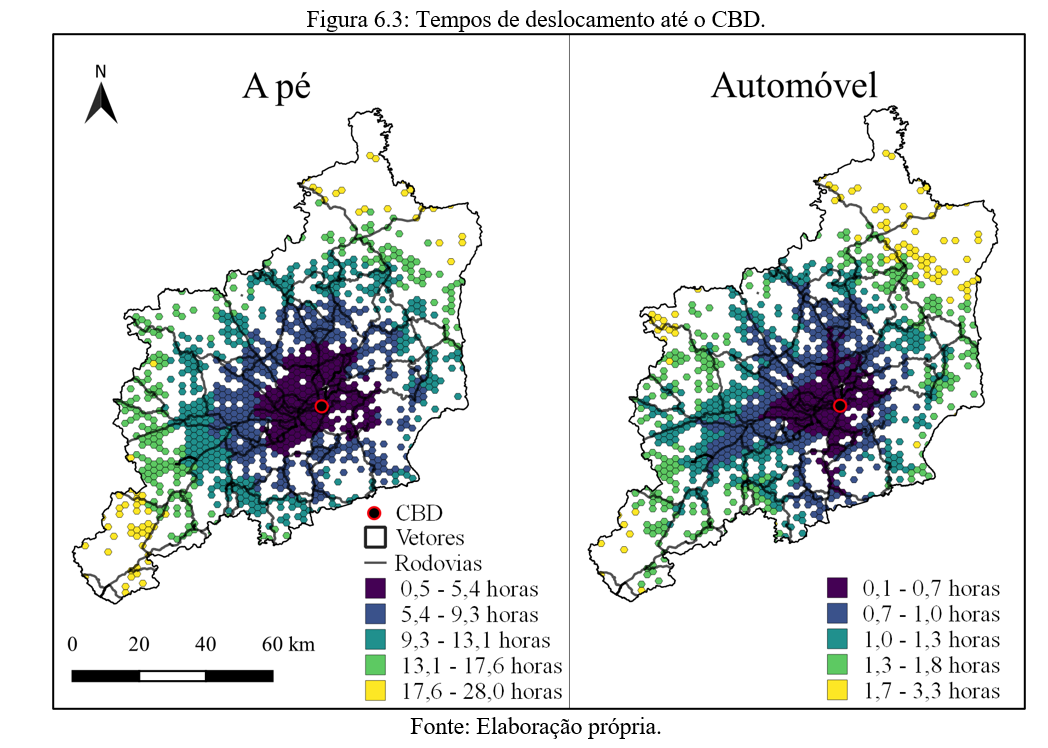 Figura 6.3: Tempos de deslocamento até o CBD.
N
A pé
Automóvel
CBD
Vetores
Rodovias
0,5 - 5,4 horas
5,4 - 9,3 horas
9,3 - 13,1 horas
13,1 - 17,6 horas
17,6 - 28,0 horas
0 20 40 60 km
0,1 - 0,7 horas
0,7 - 1,0 horas
1,0 - 1,3 horas
1,3 - 1,8 horas
1,7 - 3,3 horas
Fonte: Elaboração própria.